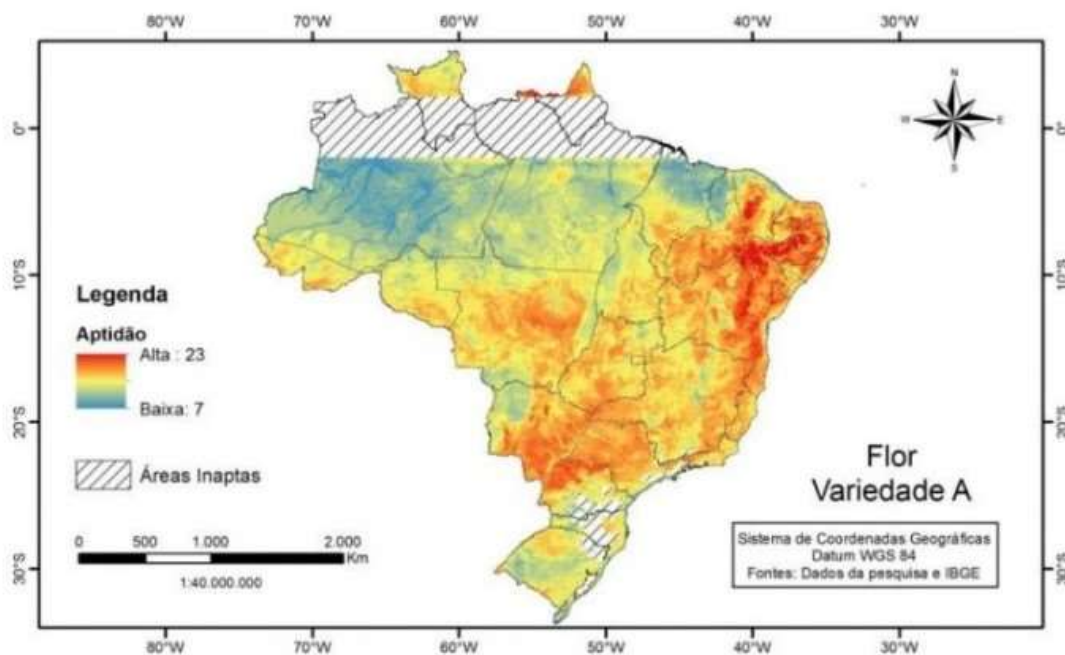 80°W 70°W 60°W 50°W 40°W 30°W
N
W E
S
0° 0°
10°S 10°S
20°S 20°S
30°S 30°S
Legenda
Aptidão
Alta : 23
Baixa: 7
Áreas Inaptas
0 500 1.000 2.000
Km
1:40.000.000
Flor
Variedade A
Sistema de Coordenadas Geográficas
Datum WGS 84
Fontes: Dados da pesquisa e IBGE
80°W 70°W 60°W 50°W 40°W 30°W